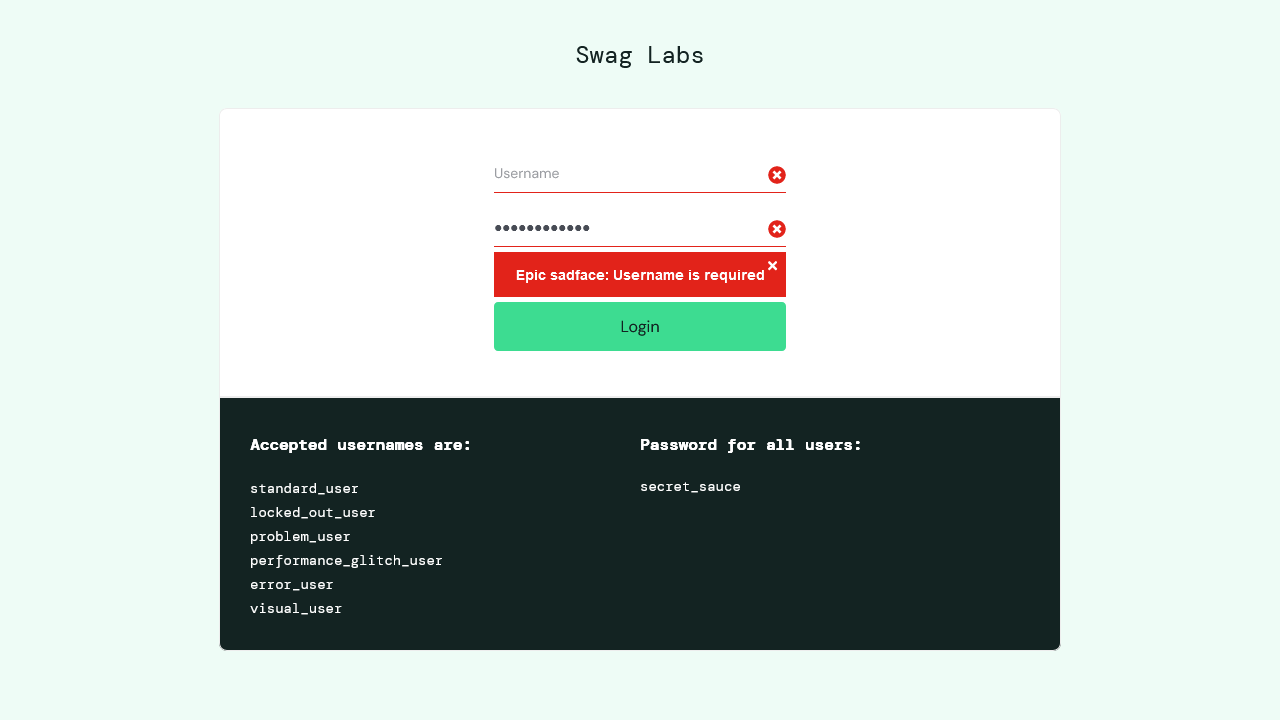 Swag Labs
Username
••••••••••••
Epic sadface: Username is required
Login
Accepted usernames are:
standard_user
locked_out_user
problem_user
performance_glitch_user
error_user
visual_user
Password for all users:
secret_sauce